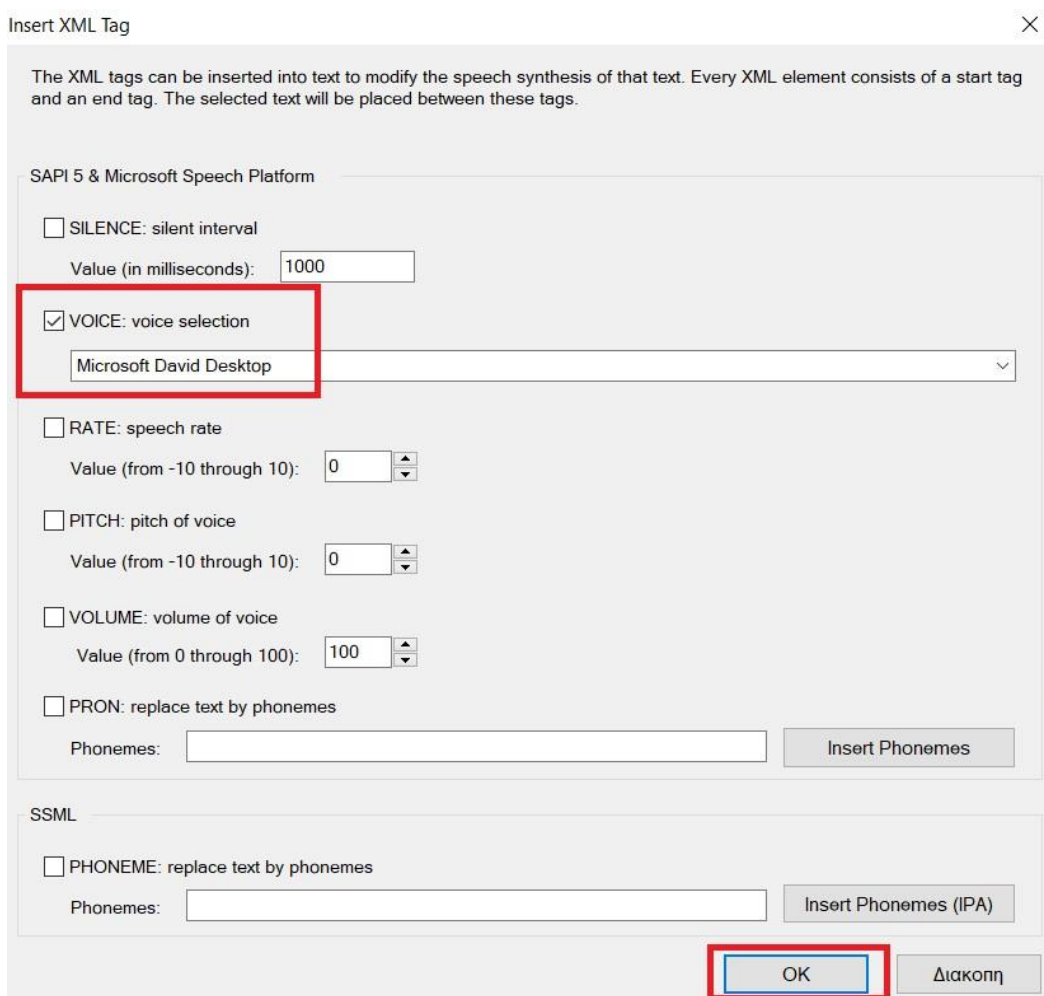 Insert XML Tag
The XML tags can be inserted into text to modify the speech synthesis of that text. Every XML element consists of a start tag
and an end tag. The selected text will be placed between these tags.
SAPI 5 & Microsoft Speech Platform
SILENCE: silent interval
Value (in milliseconds): 1000
VOICE: voice selection
Microsoft David Desktop
RATE: speech rate
Value (from -10 through 10): 0
PITCH: pitch of voice
Value (from -10 through 10): 0
VOLUME: volume of voice
Value (from 0 through 100): 100
PRON: replace text by phonemes
Phonemes: Insert Phonemes
SSML
PHONEME: replace text by phonemes
Phonemes: Insert Phonemes (IPA)
OK Διακοπη